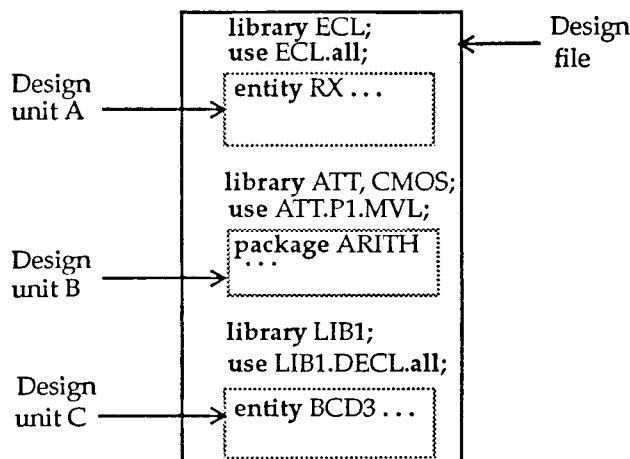 library ECL;
use ECL.all;
Design
file
Design
unit A
entity RX ...
library ATT, CMOS;
use ATT.P1.MVL;
Design
unit B
package ARITH
...
library LIB1;
use LIB1.DECL.all;
Design
unit C
entity BCD3 ...